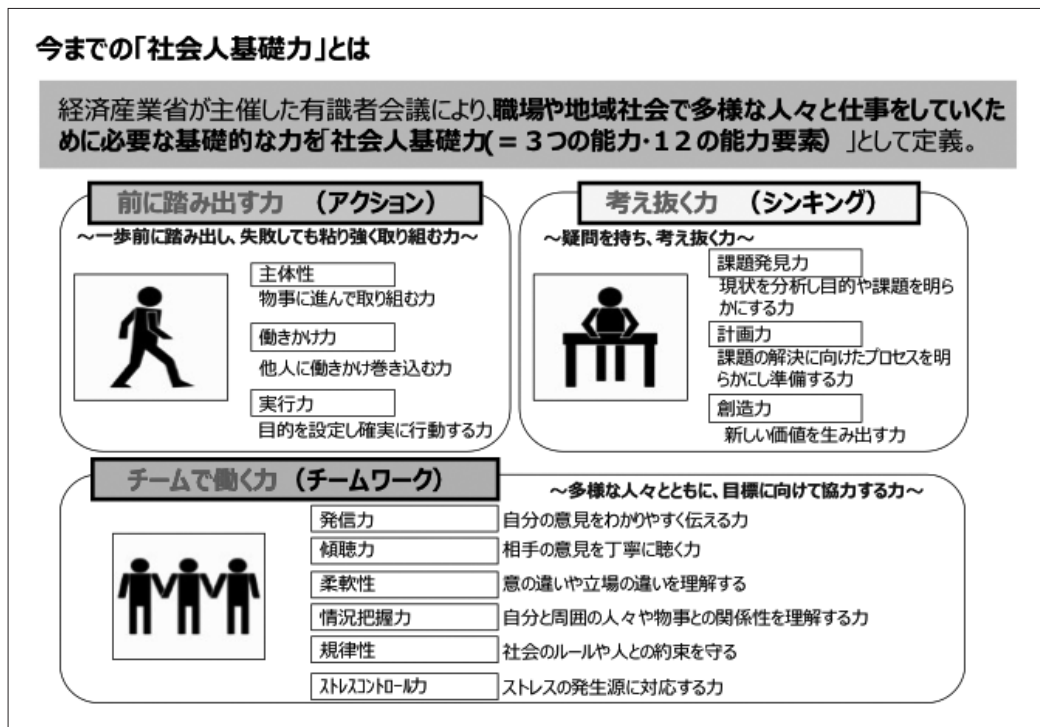 今までの「社会人基礎力」とは
経済産業省が主催した有識者会議により、職場や地域社会で多様な人々と仕事をしていくた
めに必要な基礎的な力を「社会人基礎力(=3つの能力・12の能力要素)」として定義。
前に踏み出す力 (アクション)
~一歩前に踏み出し、失敗しても粘り強く取り組む力~
主体性
物事に進んで取り組む力
働きかけ力
他人に働きかけ巻き込む力
実行力
目的を設定し確実に行動する力
考え抜く力 (シンキング)
~疑問を持ち、考え抜く力~
課題発見力
現状を分析し目的や課題を明ら
かにする力
計画力
課題の解決に向けたプロセスを明
らかにし準備する力
創造力
新しい価値を生み出す力
チームで働く力 (チームワーク)
~多様な人々とともに、目標に向けて協力する力~
発信力 自分の意見をわかりやすく伝える力
傾聴力 相手の意見を丁寧に聴く力
柔軟性 意の違いや立場の違いを理解する
情況把握力 自分と周囲の人々や物事との関係性を理解する力
規律性 社会のルールや人との約束を守る
ストレスコントロール力 ストレスの発生源に対応する力